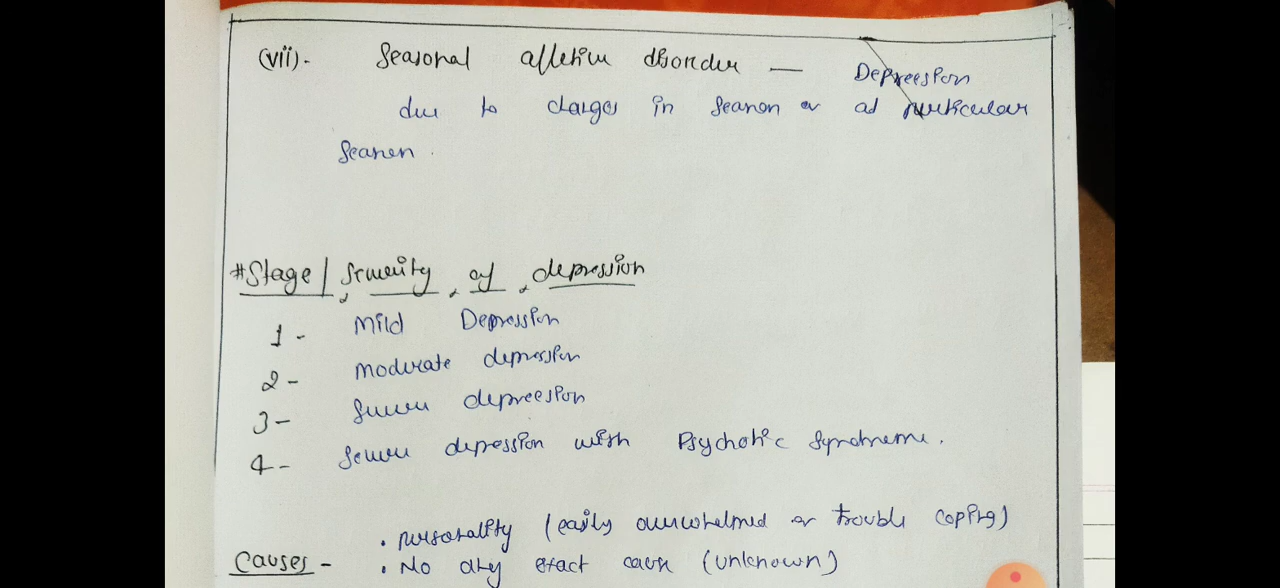 (vii). Seasonal affective disorder — Depression
due to changes in season or at particular
season.
#Stage/ Severity of depression
1 - Mild Depression
2 - Moderate depression
3 - Severe depression
4 - Severe depression with Psychotic Syndrome.
• personality (easily overwhelmed or trouble coping)
Causes - • No any exact cause (unknown)